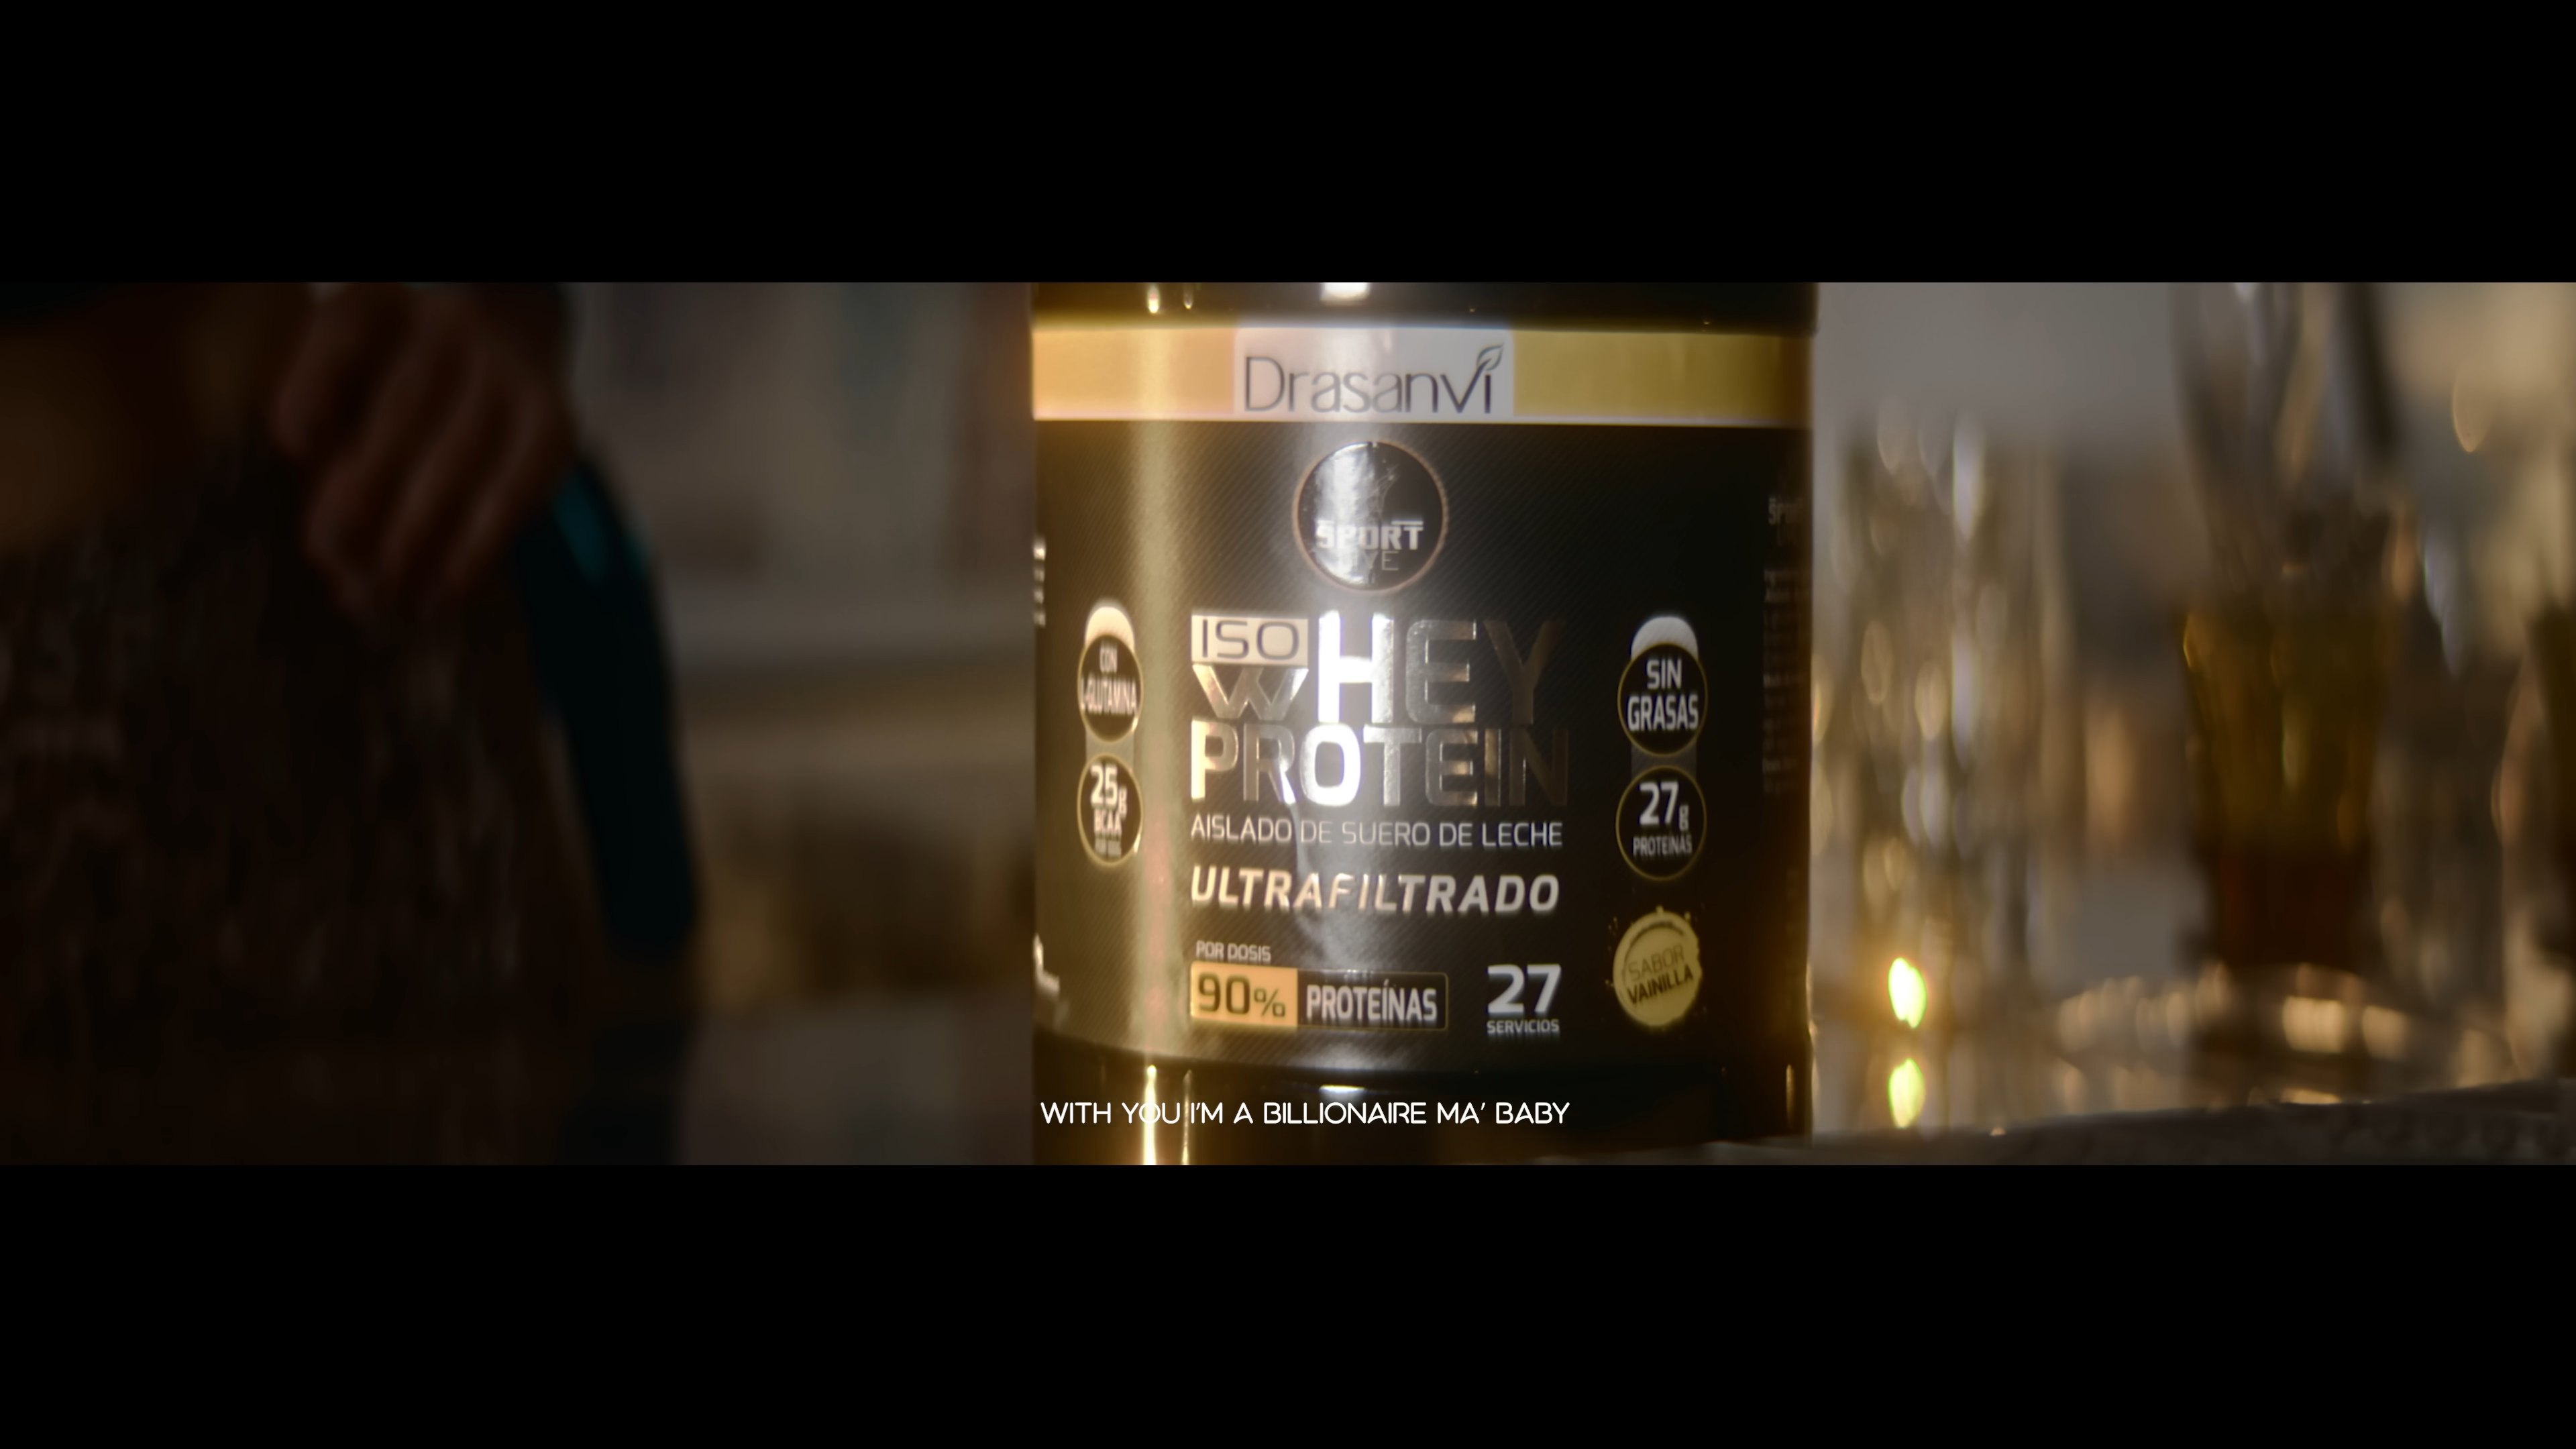 Drasanvi
SPORT
LIVE
ISO
WHEY
PROTEIN
AISLADO DE SUERO DE LECHE
ULTRAFILTRADO
POR DOSIS
90% PROTEÍNAS
27
SERVICIOS
CON
L-GLUTAMINA
25g
BCAA
SIN
GRASAS
27g
PROTEÍNAS
SABOR
VAINILLA
WITH YOU I'M A BILLIONAIRE MA' BABY